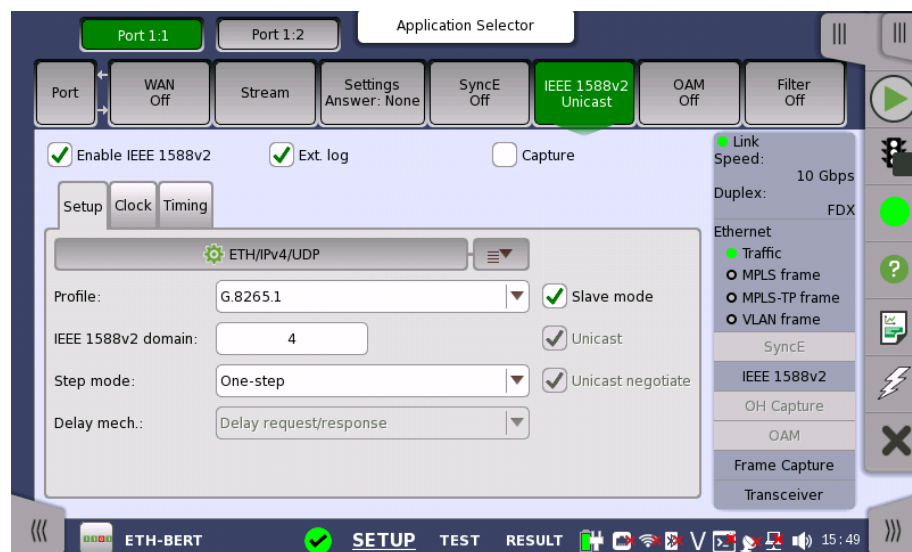 Application Selector
Port 1:1
Port 1:2
Port
WAN
Off
Stream
Settings
Answer: None
SyncE
Off
IEEE 1588v2
Unicast
OAM
Off
Filter
Off
Enable IEEE 1588v2
Ext. log
Capture
Setup
Clock
Timing
ETH/IPv4/UDP
Profile:
G.8265.1
Slave mode
IEEE 1588v2 domain:
4
Unicast
Step mode:
One-step
Unicast negotiate
Delay mech.:
Delay request/response
Link
Speed:
10 Gbps
Duplex:
FDX
Ethernet
Traffic
MPLS frame
MPLS-TP frame
VLAN frame
SyncE
IEEE 1588v2
OH Capture
OAM
Frame Capture
Transceiver
ETH-BERT
SETUP
TEST
RESULT
15:49